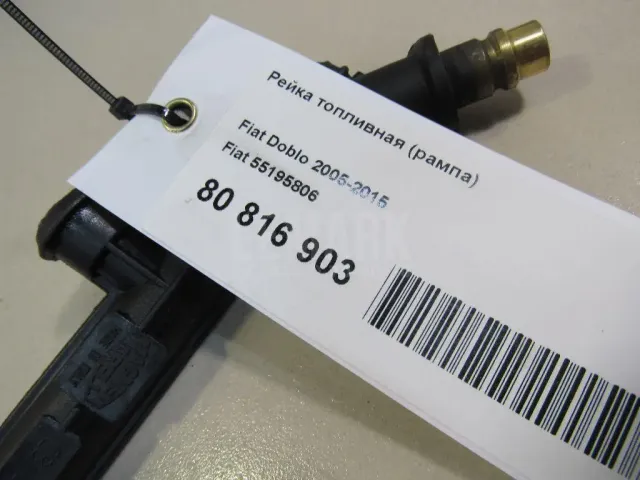 Рейка топливная (рампа)
Fiat Doblo 2005-2015
Fiat 55195806
80 816 903